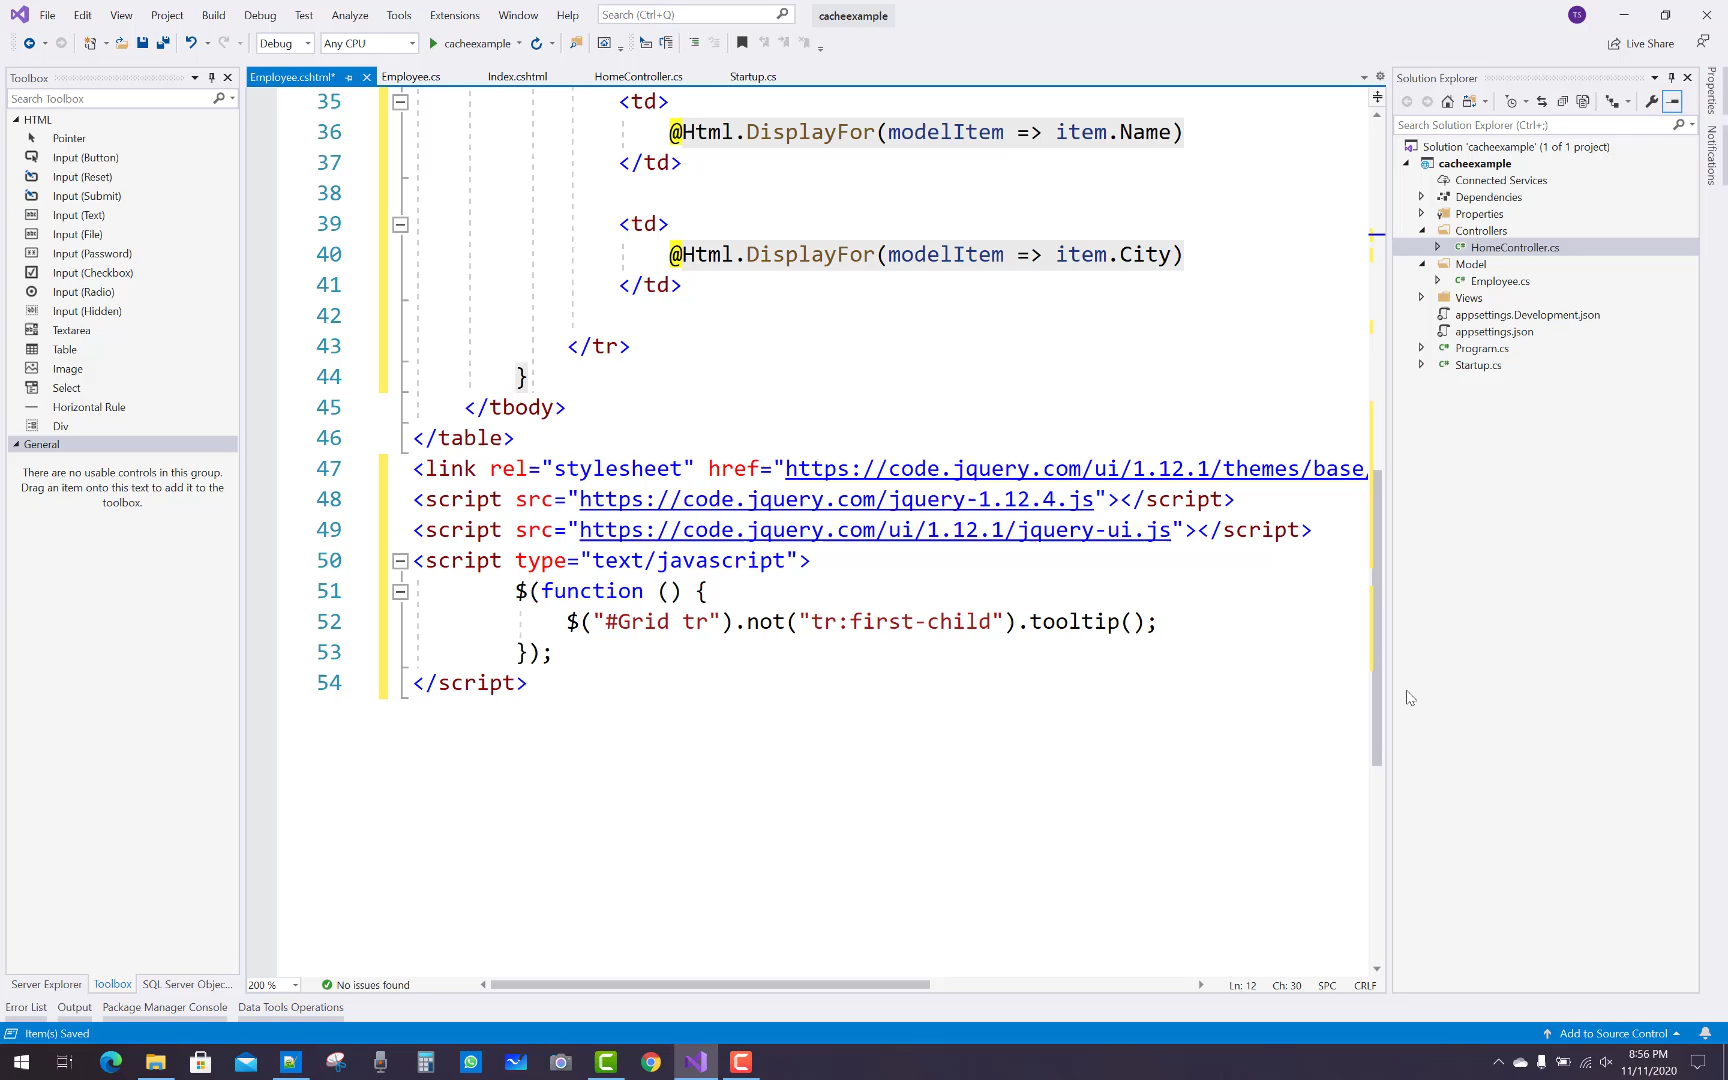 File Edit View Project Build Debug Test Analyze Tools Extensions Window Help Search (Ctrl+Q) cacheexample TS
Debug Any CPU cacheexample Live Share
Toolbox
Search Toolbox
HTML
Pointer
Input (Button)
Input (Reset)
Input (Submit)
Input (Text)
Input (File)
Input (Password)
Input (Checkbox)
Input (Radio)
Input (Hidden)
Textarea
Table
Image
Select
Horizontal Rule
Div
General
There are no usable controls in this group.
Drag an item onto this text to add it to the
toolbox.
Server Explorer Toolbox SQL Server Objec...
Employee.cshtml* Employee.cs Index.cshtml HomeController.cs Startup.cs
35 <td>
36 @Html.DisplayFor(modelItem => item.Name)
37 </td>
38
39 <td>
40 @Html.DisplayFor(modelItem => item.City)
41 </td>
42
43 </tr>
44 }
45 </tbody>
46 </table>
47 <link rel="stylesheet" href="https://code.jquery.com/ui/1.12.1/themes/base,
48 <script src="https://code.jquery.com/jquery-1.12.4.js"></script>
49 <script src="https://code.jquery.com/ui/1.12.1/jquery-ui.js"></script>
50 <script type="text/javascript">
51 $(function () {
52 $("#Grid tr").not("tr:first-child").tooltip();
53 });
54 </script>
200 % No issues found Ln: 12 Ch: 30 SPC CRLF
Solution Explorer
Search Solution Explorer (Ctrl+;)
Solution 'cacheexample' (1 of 1 project)
cacheexample
Connected Services
Dependencies
Properties
Controllers
HomeController.cs
Model
Employee.cs
Views
appsettings.Development.json
appsettings.json
Program.cs
Startup.cs
Properties
Notifications
Error List Output Package Manager Console Data Tools Operations
Item(s) Saved Add to Source Control
8:56 PM
11/11/2020